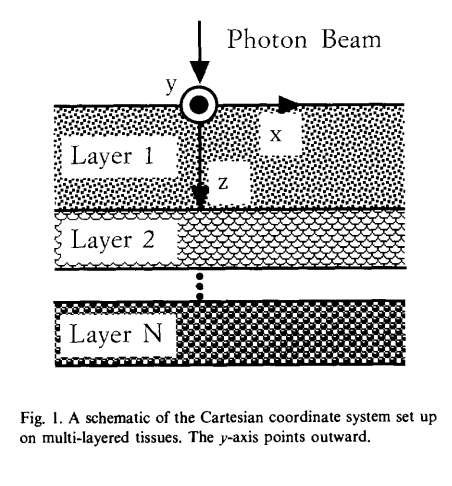 Photon Beam
y
x
Layer 1
z
Layer 2
Layer N
Fig. 1. A schematic of the Cartesian coordinate system set up
on multi-layered tissues. The y-axis points outward.